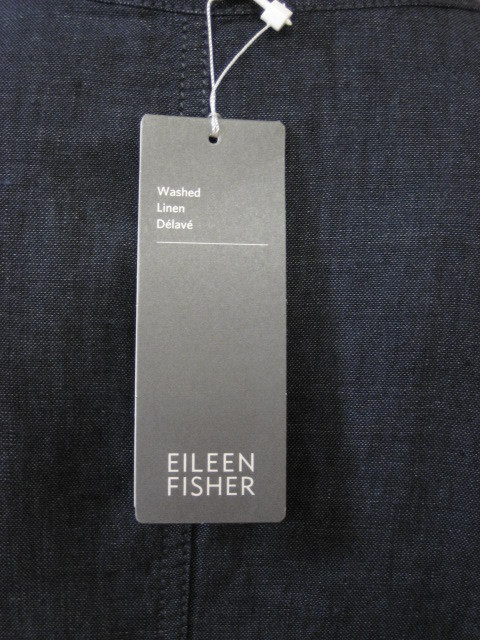 Washed
Linen
Délavé
EILEEN
FISHER